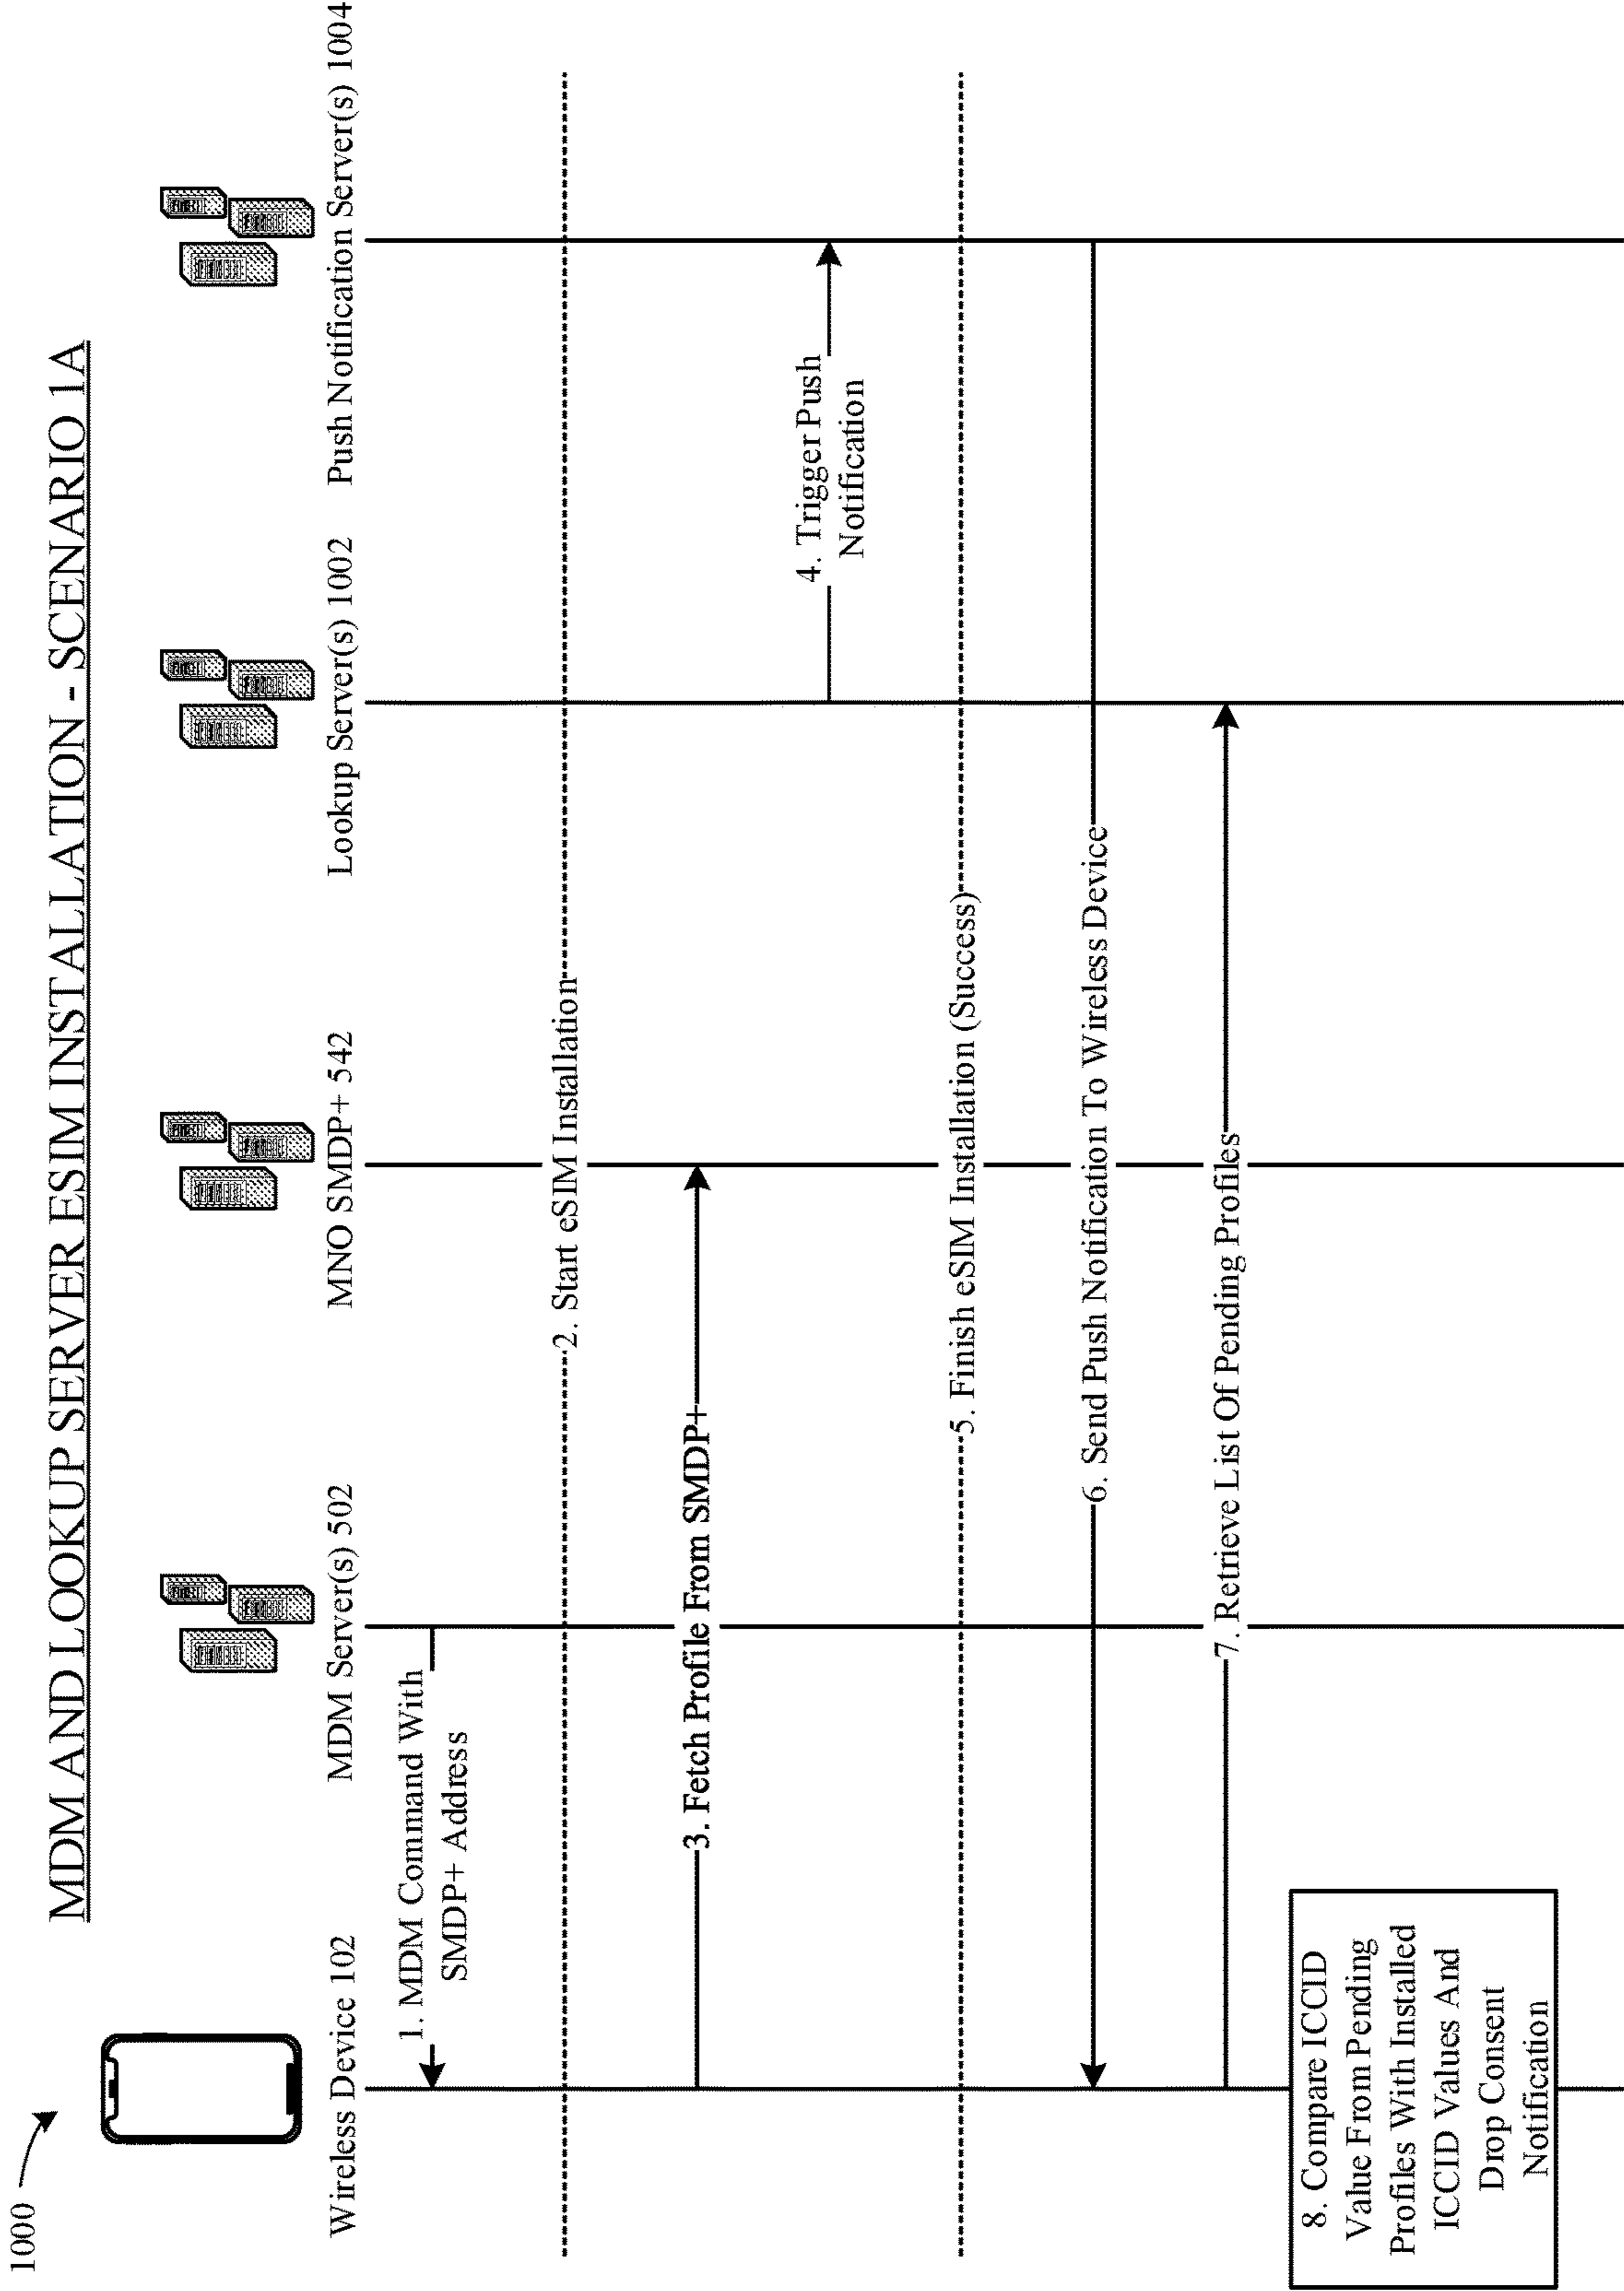 1000
MDM AND LOOKUP SERVER ESIM INSTALLATION - SCENARIO 1A
Wireless Device 102
MDM Server(s) 502
MNO SMDP+ 542
Lookup Server(s) 1002
Push Notification Server(s) 1004
1. MDM Command With
SMDP+ Address
2. Start eSIM Installation
3. Fetch Profile From SMDP+
4. Trigger Push
Notification
5. Finish eSIM Installation (Success)
6. Send Push Notification To Wireless Device
7. Retrieve List Of Pending Profiles
8. Compare ICCID
Value From Pending
Profiles With Installed
ICCID Values And
Drop Consent
Notification